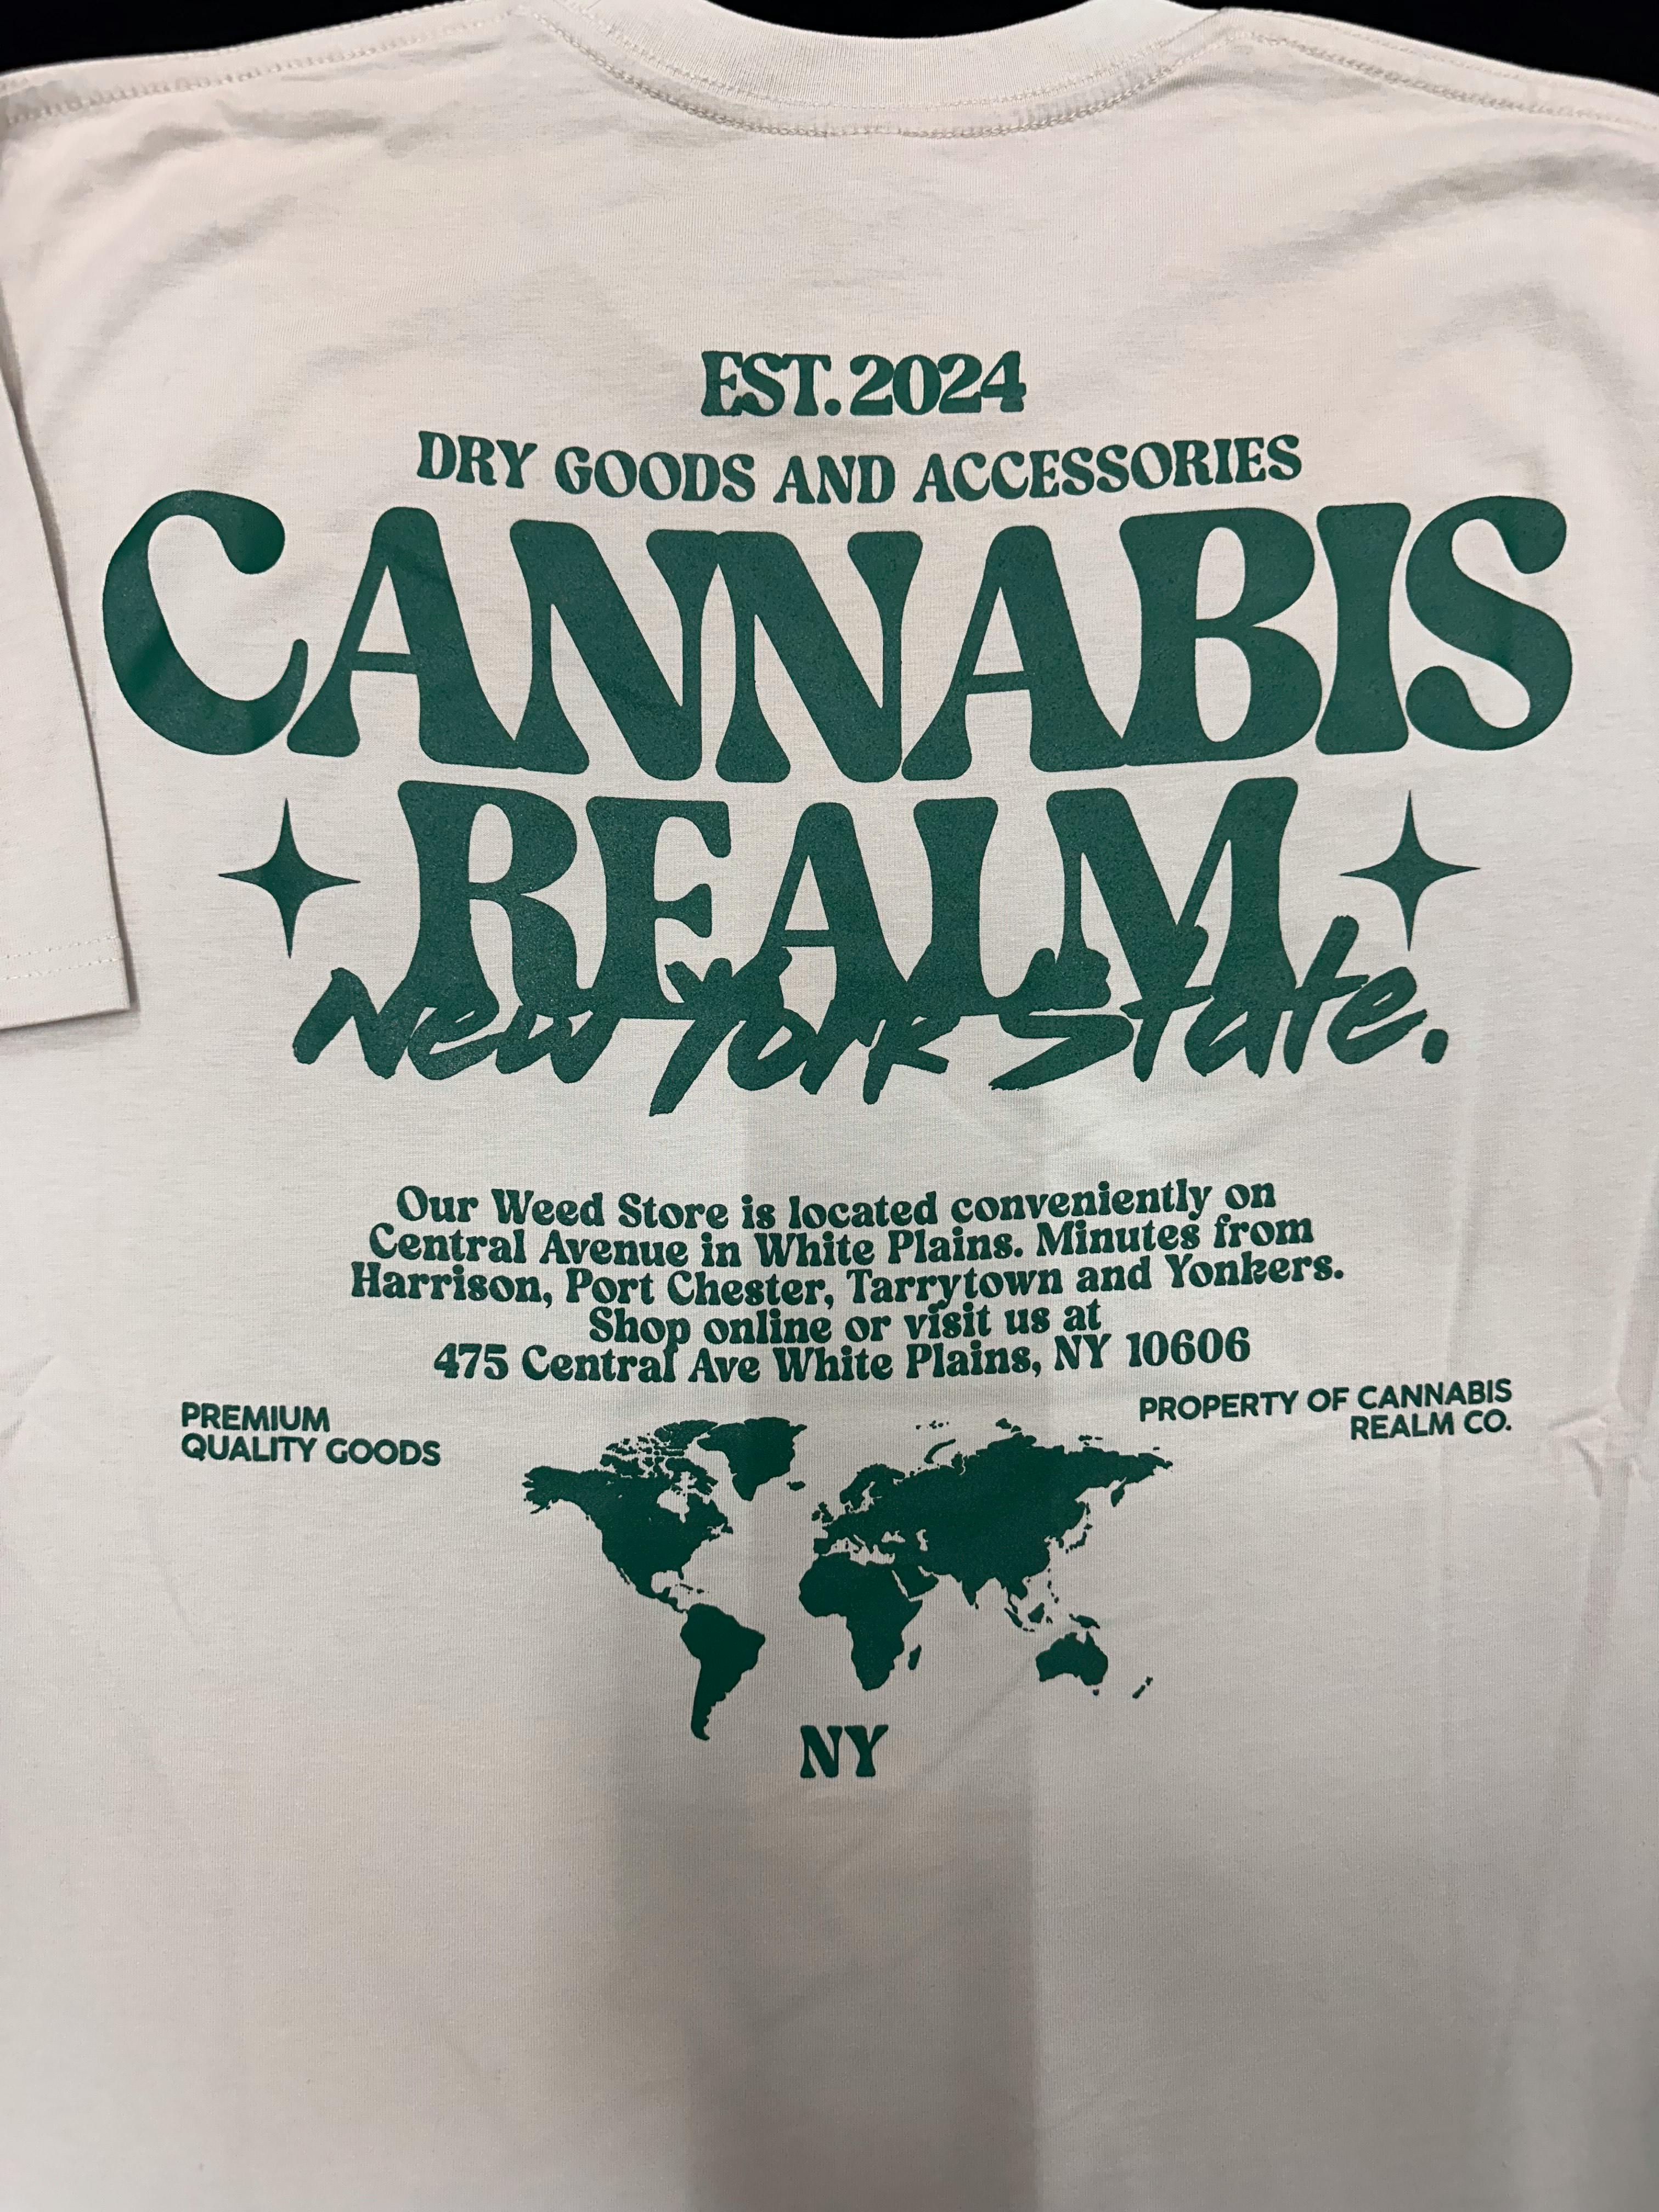 EST. 2024
DRY GOODS AND ACCESSORIES
CANNABIS
REALM
New York State.
Our Weed Store is located conveniently on
Central Avenue in White Plains. Minutes from
Harrison, Port Chester, Tarrytown and Yonkers.
Shop online or visit us at
475 Central Ave White Plains, NY 10606
PREMIUM
QUALITY GOODS
PROPERTY OF CANNABIS
REALM CO.
NY